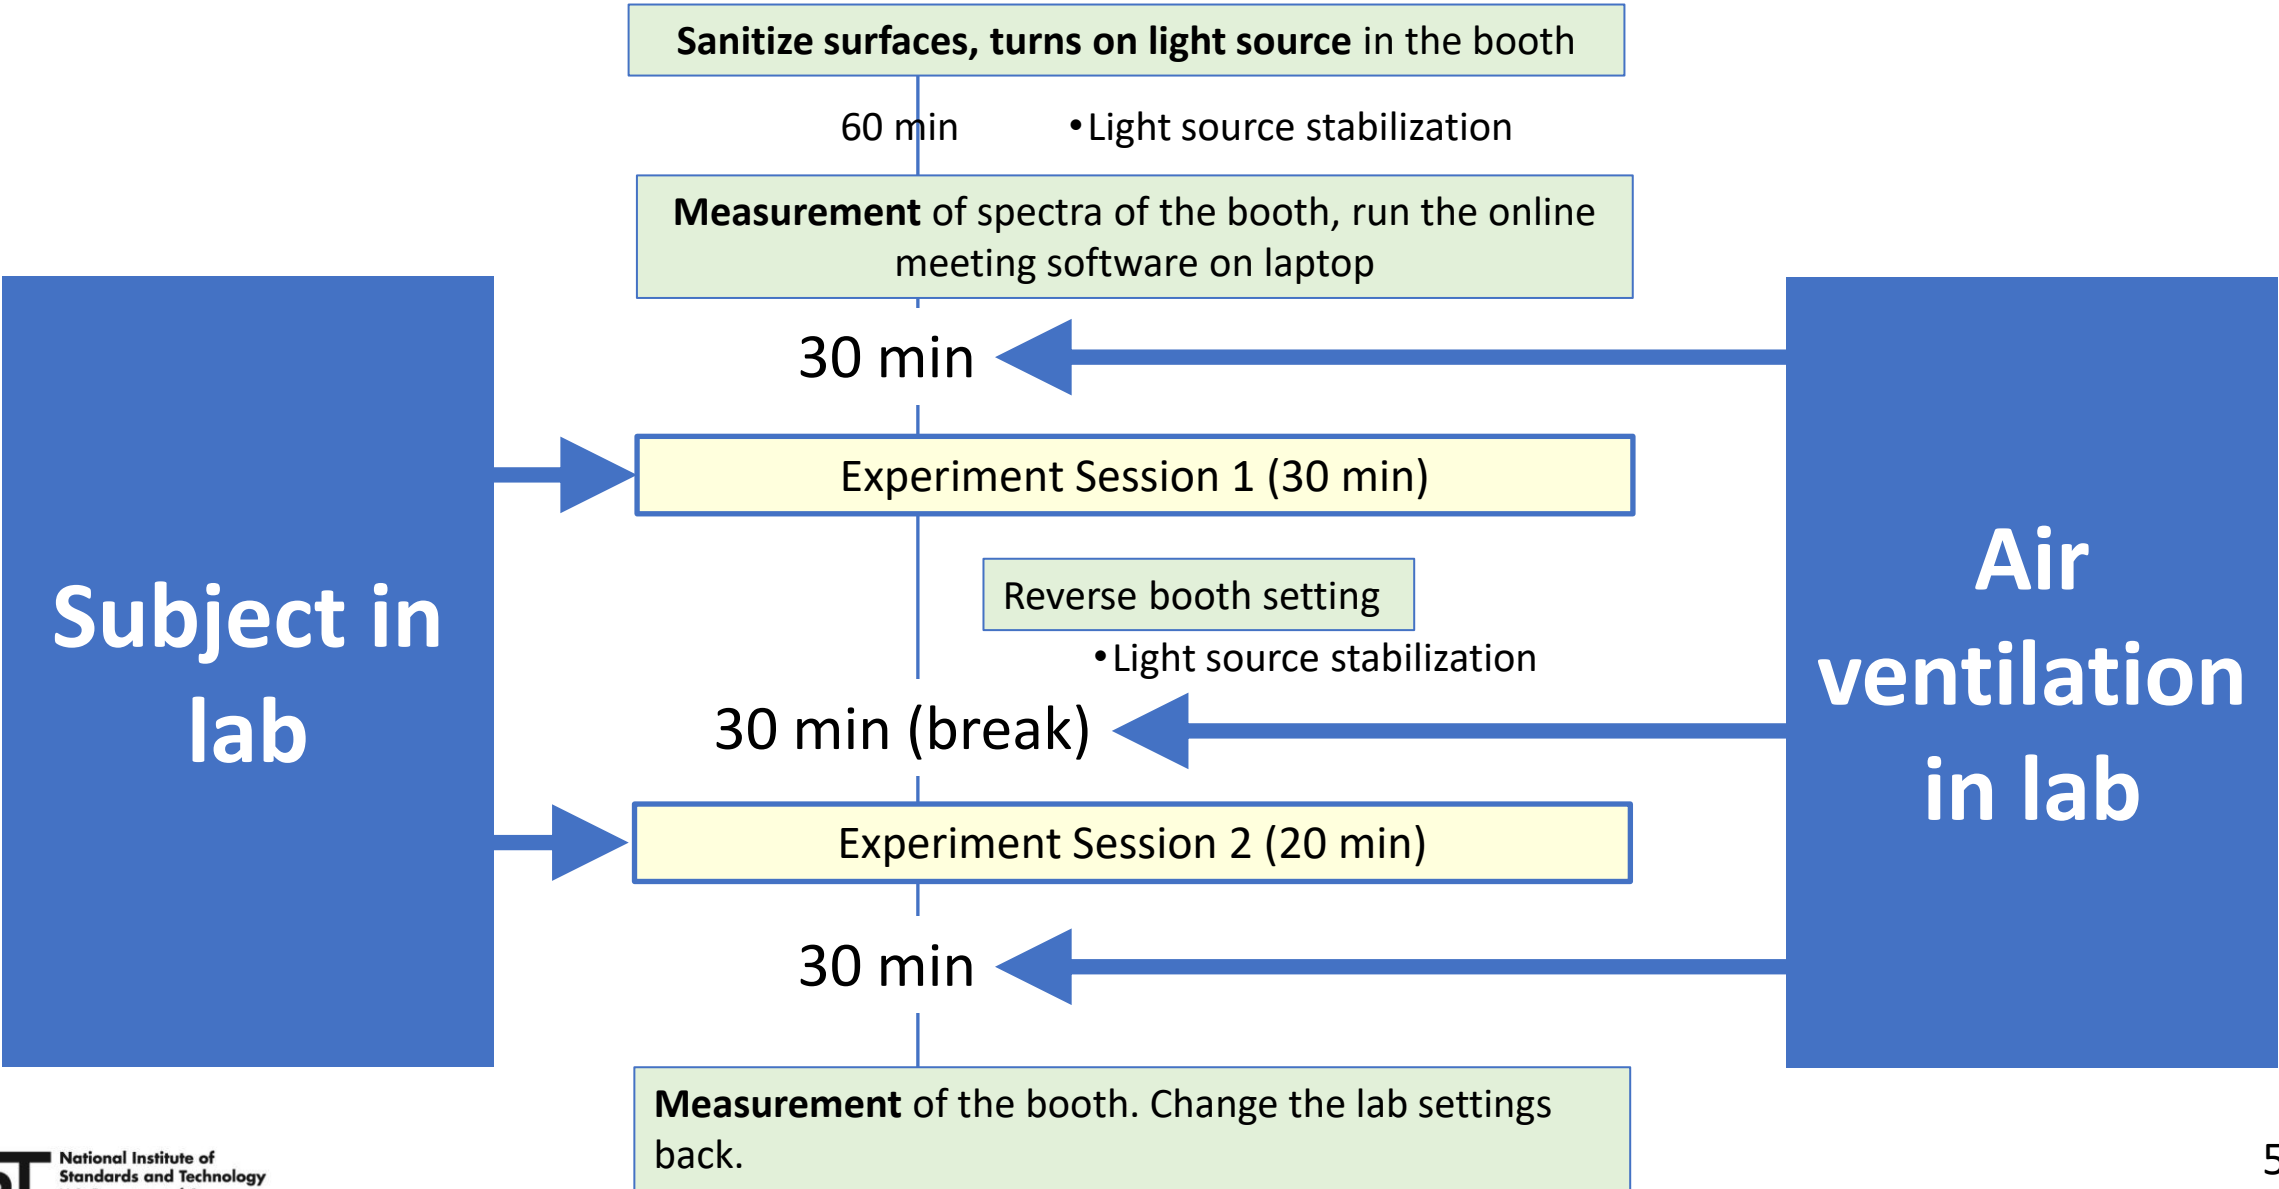 Sanitize surfaces, turns on light source in the booth
60 min
•Light source stabilization
Measurement of spectra of the booth, run the online
meeting software on laptop
30 min
Experiment Session 1 (30 min)
Reverse booth setting
•Light source stabilization
30 min (break)
Experiment Session 2 (20 min)
30 min
Measurement of the booth. Change the lab settings
back.
Subject in
lab
Air
ventilation
in lab
National Institute of
Standards and Technology
5